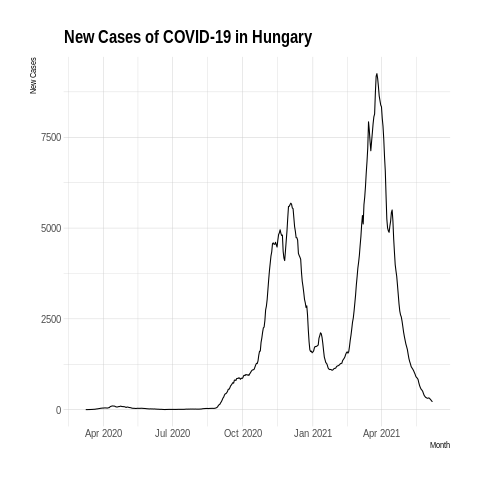 New Cases of COVID-19 in Hungary
New Cases
7500
5000
2500
0
Apr 2020 Jul 2020 Oct 2020 Jan 2021 Apr 2021
Month